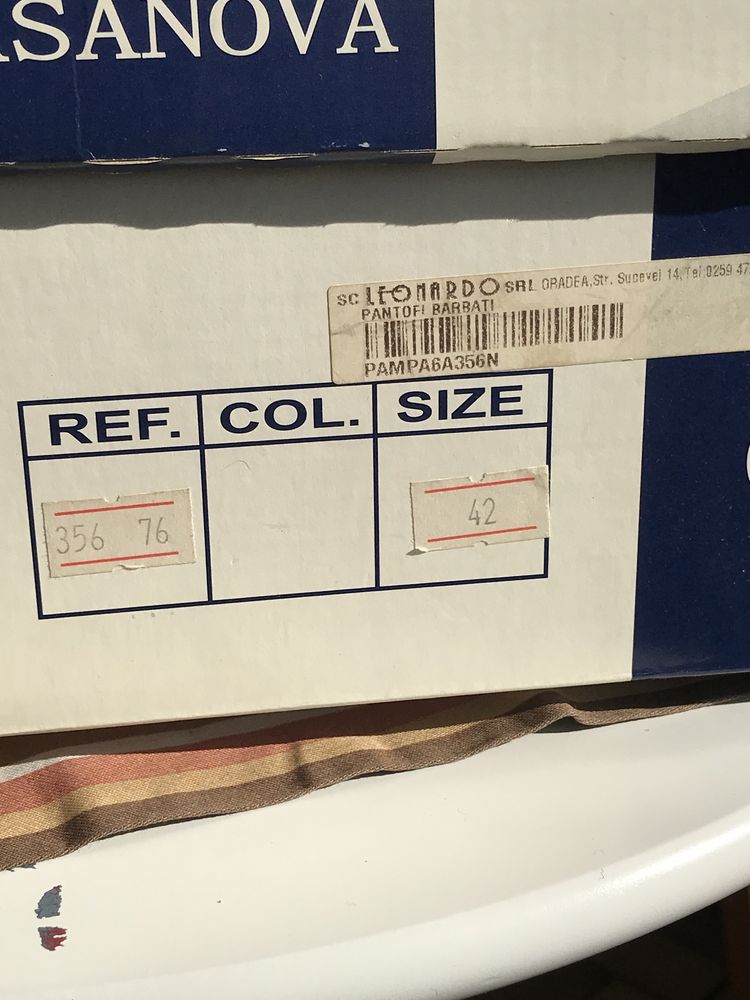 ASANOVA
SC LEONARDO SRL ORADEA,Str. Sucevei 14, Tel.0259 47
PANTOFI BARBATI
PAMPA6A356N
REF. COL. SIZE
356 76 42